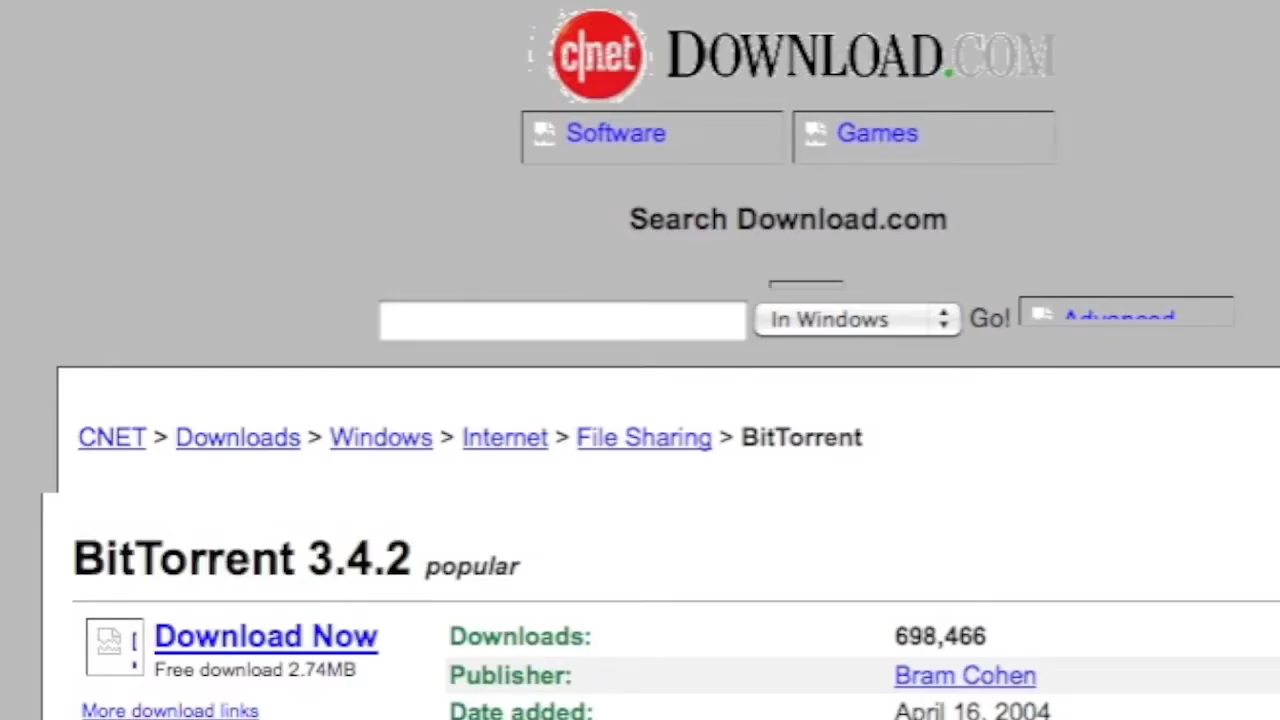 c|net DOWNLOAD.COM
Software Games
Search Download.com
In Windows Go! Advanced
CNET > Downloads > Windows > Internet > File Sharing > BitTorrent
BitTorrent 3.4.2 popular
Download Now Downloads: 698,466
Free download 2.74MB Publisher: Bram Cohen
More download links Date added: April 16, 2004